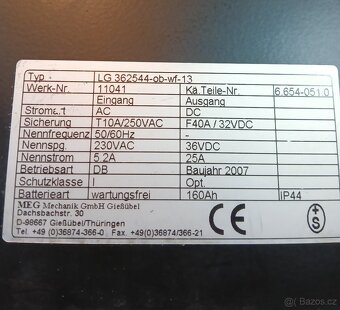 Typ LG 362544-ob-wf-13
Werk-Nr. 11041 Kä.Teile-Nr. 6.654-051.0
Eingang Ausgang
Stromart AC DC
Sicherung T10A/250VAC F40A / 32VDC
Nennfrequenz 50/60Hz
Nennspg. 230VAC 36VDC
Nennstrom 5.2A 25A
Betriebsart DB Baujahr 2007
Schutzklasse I Opt.
Batterieart wartungsfrei 160Ah IP44
MEG Mechanik GmbH Gießübel
Dachsbachstr. 30
D-98667 Gießübel/Thüringen
Tel. +49 (0)36874-366-0 Fax. +49(0)36874/366-21
CE
+S
bazos.cz